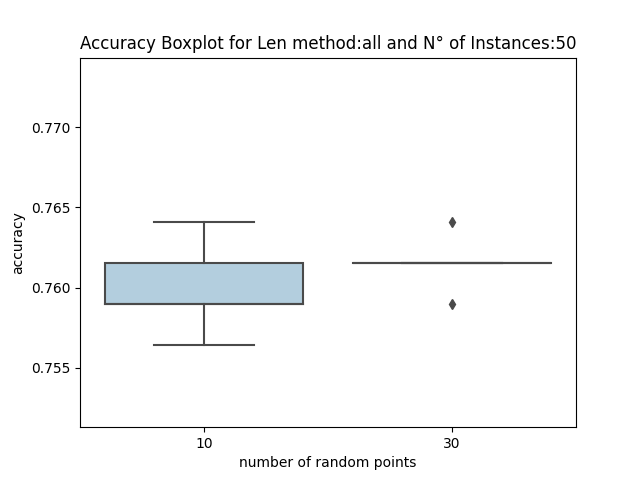 Accuracy Boxplot for Len method:all and N° of Instances:50
0.770
0.765
0.760
0.755
accuracy
10 30
number of random points